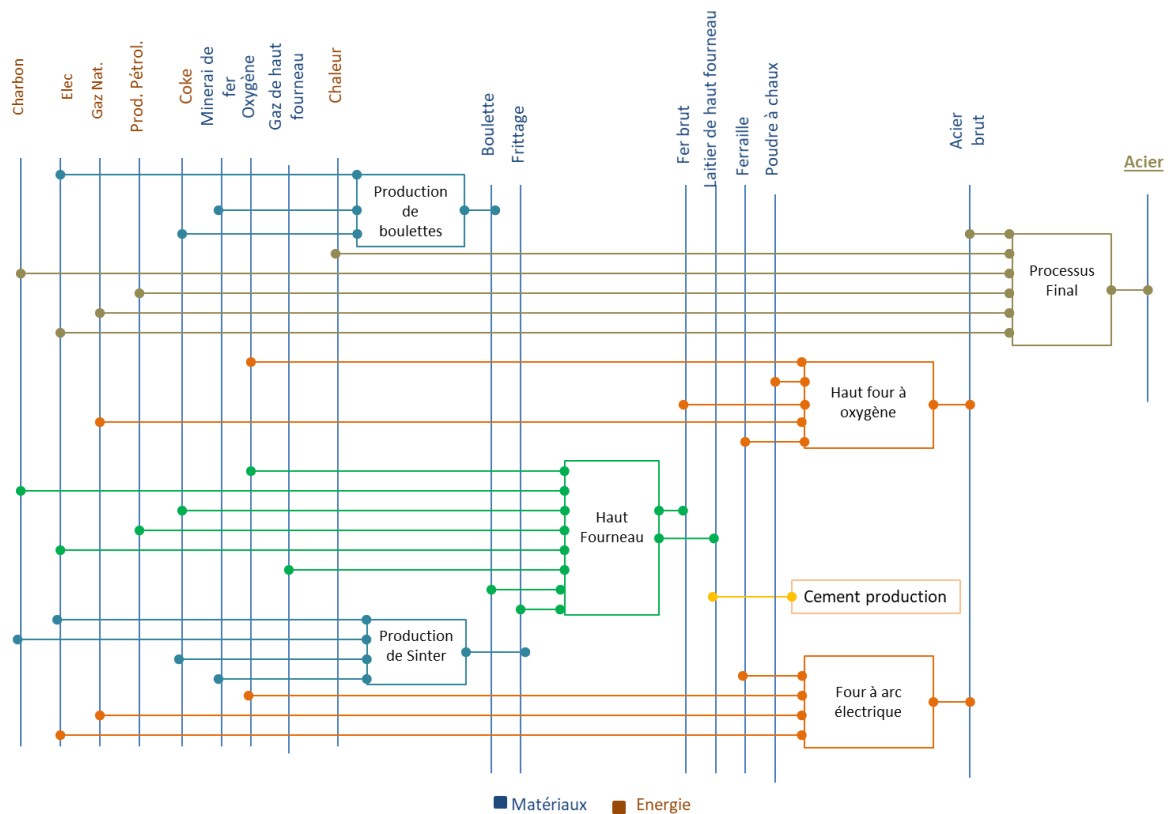 Charbon
Elec
Gaz Nat.
Prod. Pétrol.
Coke
Minerai de
fer
Oxygène
Gaz de haut
fourneau
Chaleur
Boulette
Frittage
Fer brut
Laitier de haut fourneau
Ferraille
Poudre à chaux
Acier
brut
Acier
Production
de
boulettes
Processus
Final
Haut four à
oxygène
Haut
Fourneau
Cement production
Production
de Sinter
Four à arc
électrique
Matériaux
Energie